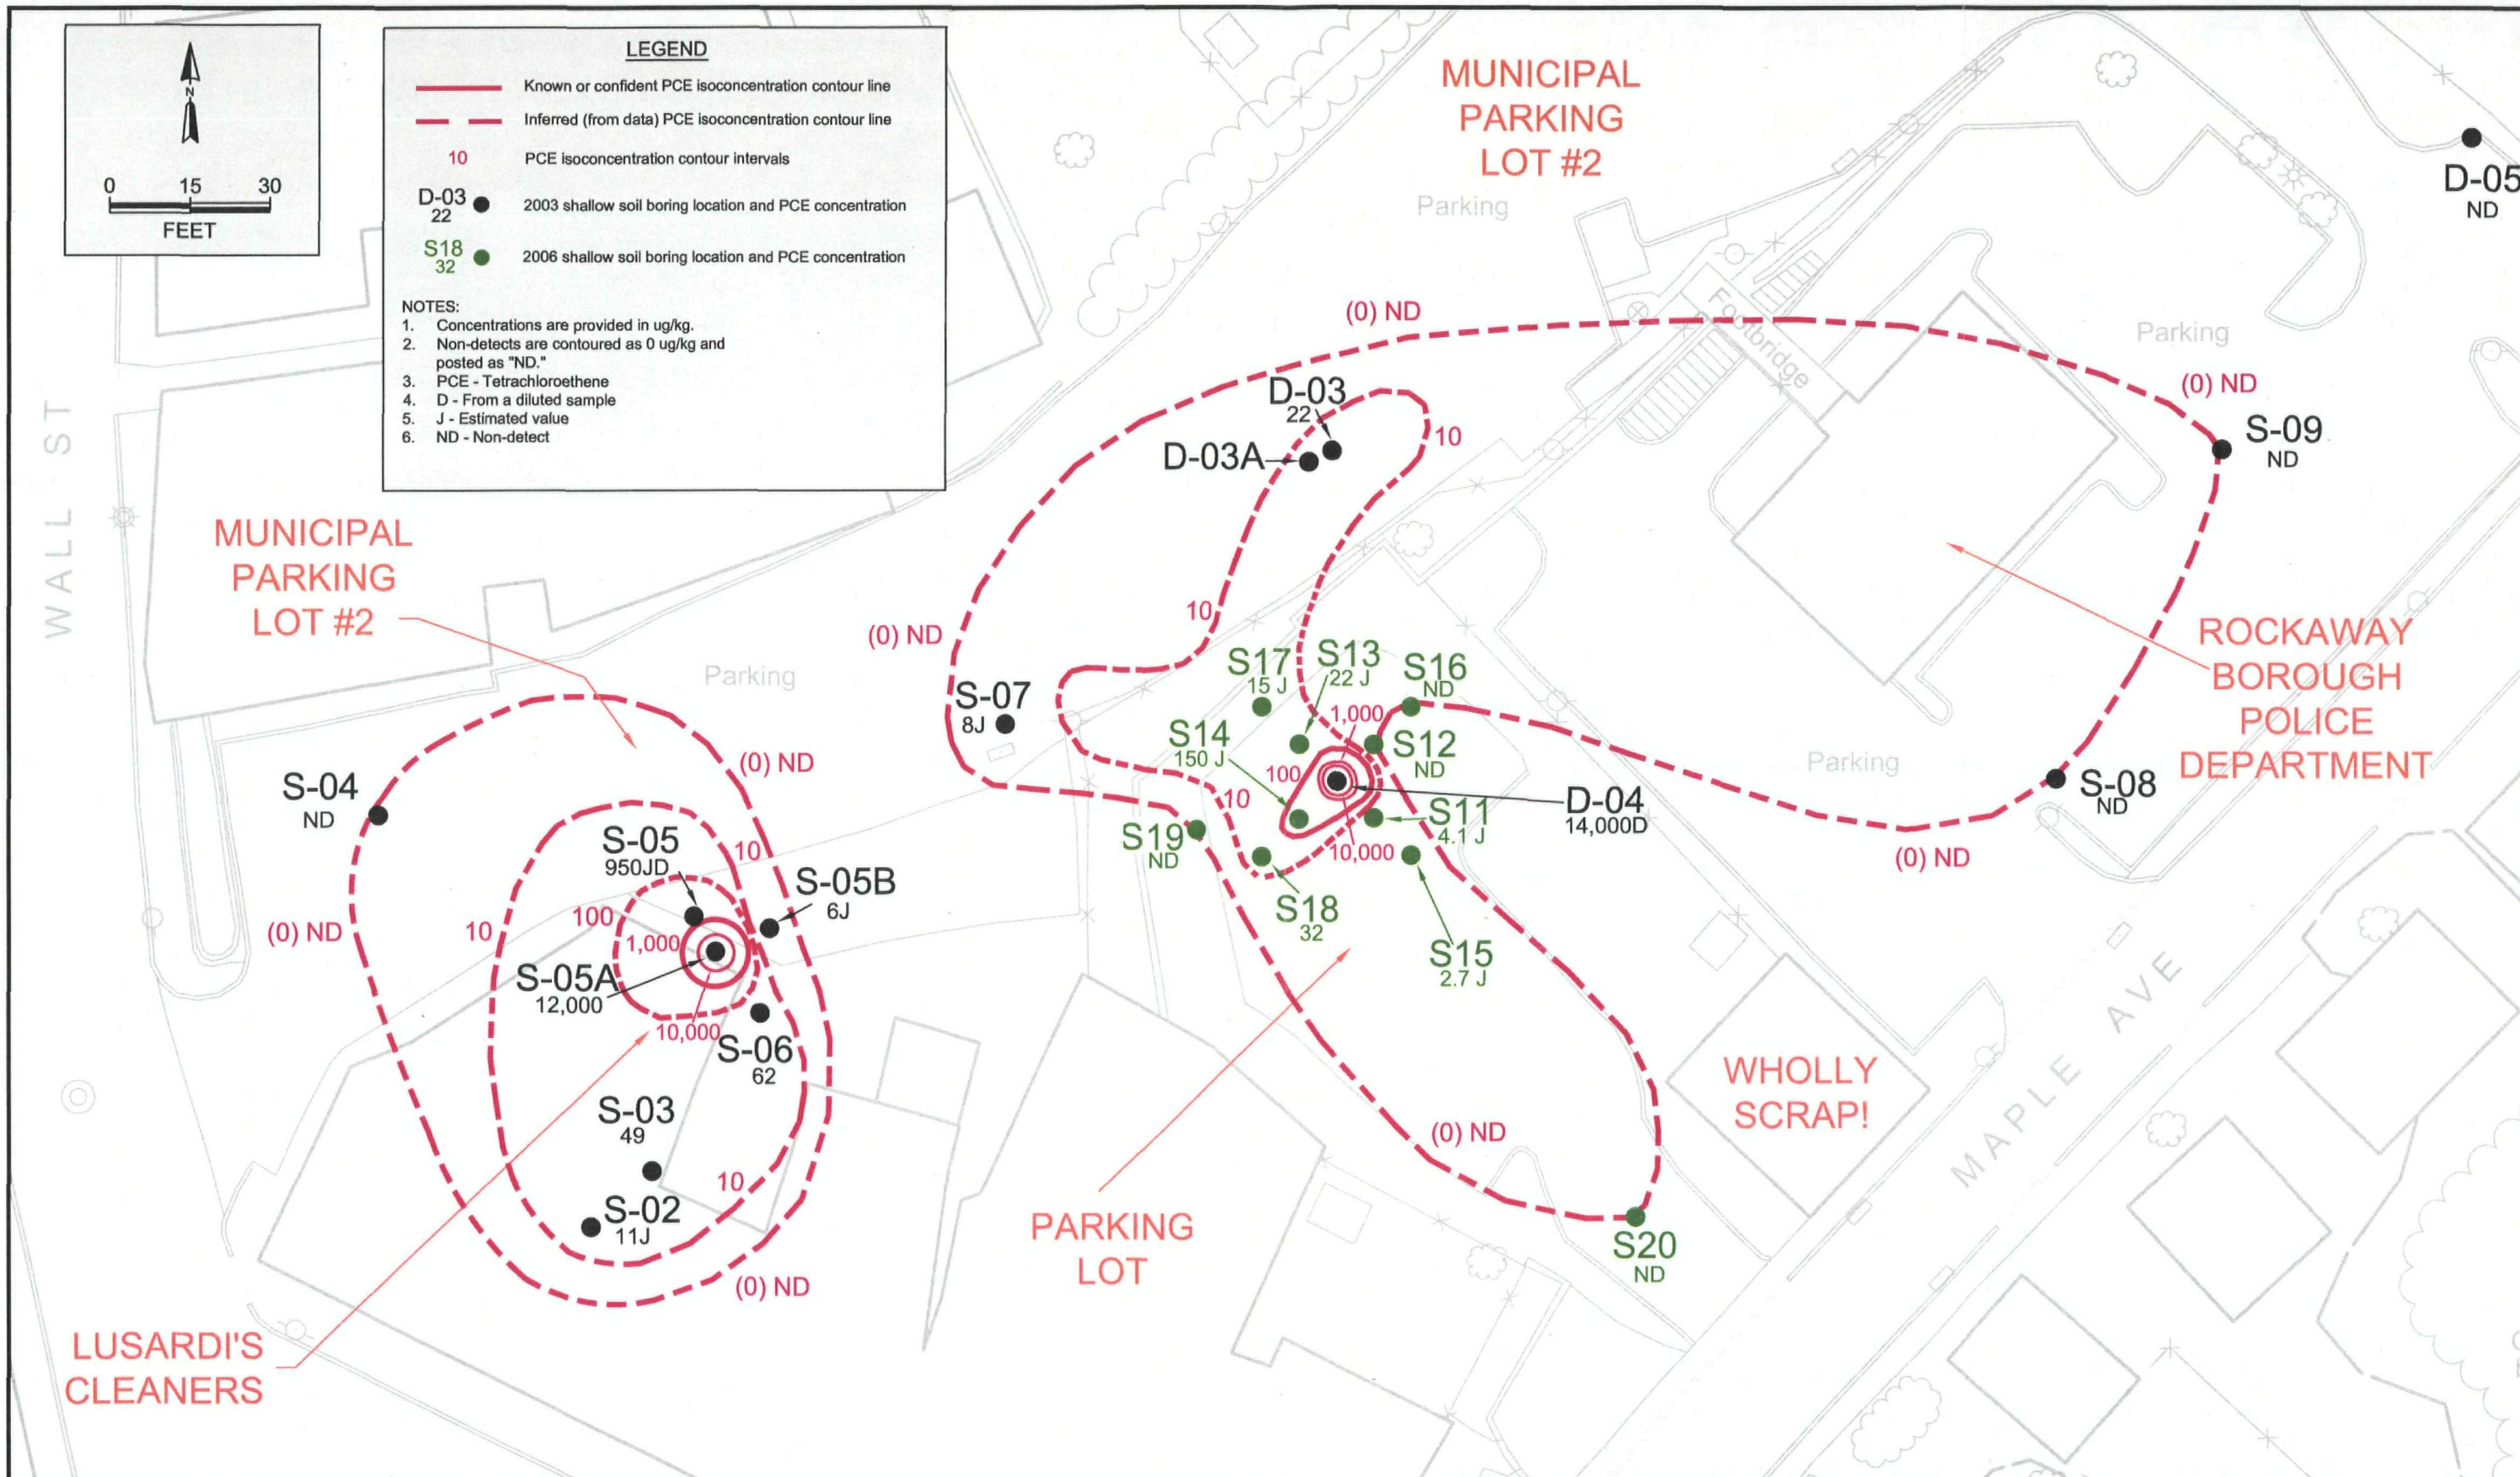 N
0 15 30
FEET
LEGEND
Known or confident PCE isoconcentration contour line
Inferred (from data) PCE isoconcentration contour line
10 PCE isoconcentration contour intervals
D-03
22
2003 shallow soil boring location and PCE concentration
S18
32
2006 shallow soil boring location and PCE concentration
NOTES:
1. Concentrations are provided in ug/kg.
2. Non-detects are contoured as 0 ug/kg and
posted as "ND."
3. PCE - Tetrachloroethene
4. D - From a diluted sample
5. J - Estimated value
6. ND - Non-detect
MUNICIPAL
PARKING
LOT #2
Parking
D-05
ND
(0) ND
Footbridge
Parking
(0) ND
S-09
ND
D-03
22
D-03A
10
WALL ST
MUNICIPAL
PARKING
LOT #2
(0) ND
10
Parking
ROCKAWAY
BOROUGH
POLICE
DEPARTMENT
S17
15 J
S13
22 J
S16
ND
S-07
8J
1,000
S14
150 J
S12
ND
100
Parking
(0) ND
S-04
ND
S-08
ND
D-04
14,000D
10
S11
4.1 J
S19
ND
10,000
(0) ND
S-05
950JD
10
S-05B
6J
S18
32
S15
2.7 J
(0) ND
10
100
1,000
S-05A
12,000
10,000
S-06
62
S-03
49
10
S-02
11J
(0) ND
(0) ND
WHOLLY
SCRAP!
MAPLE AVE
PARKING
LOT
S20
ND
LUSARDI'S
CLEANERS